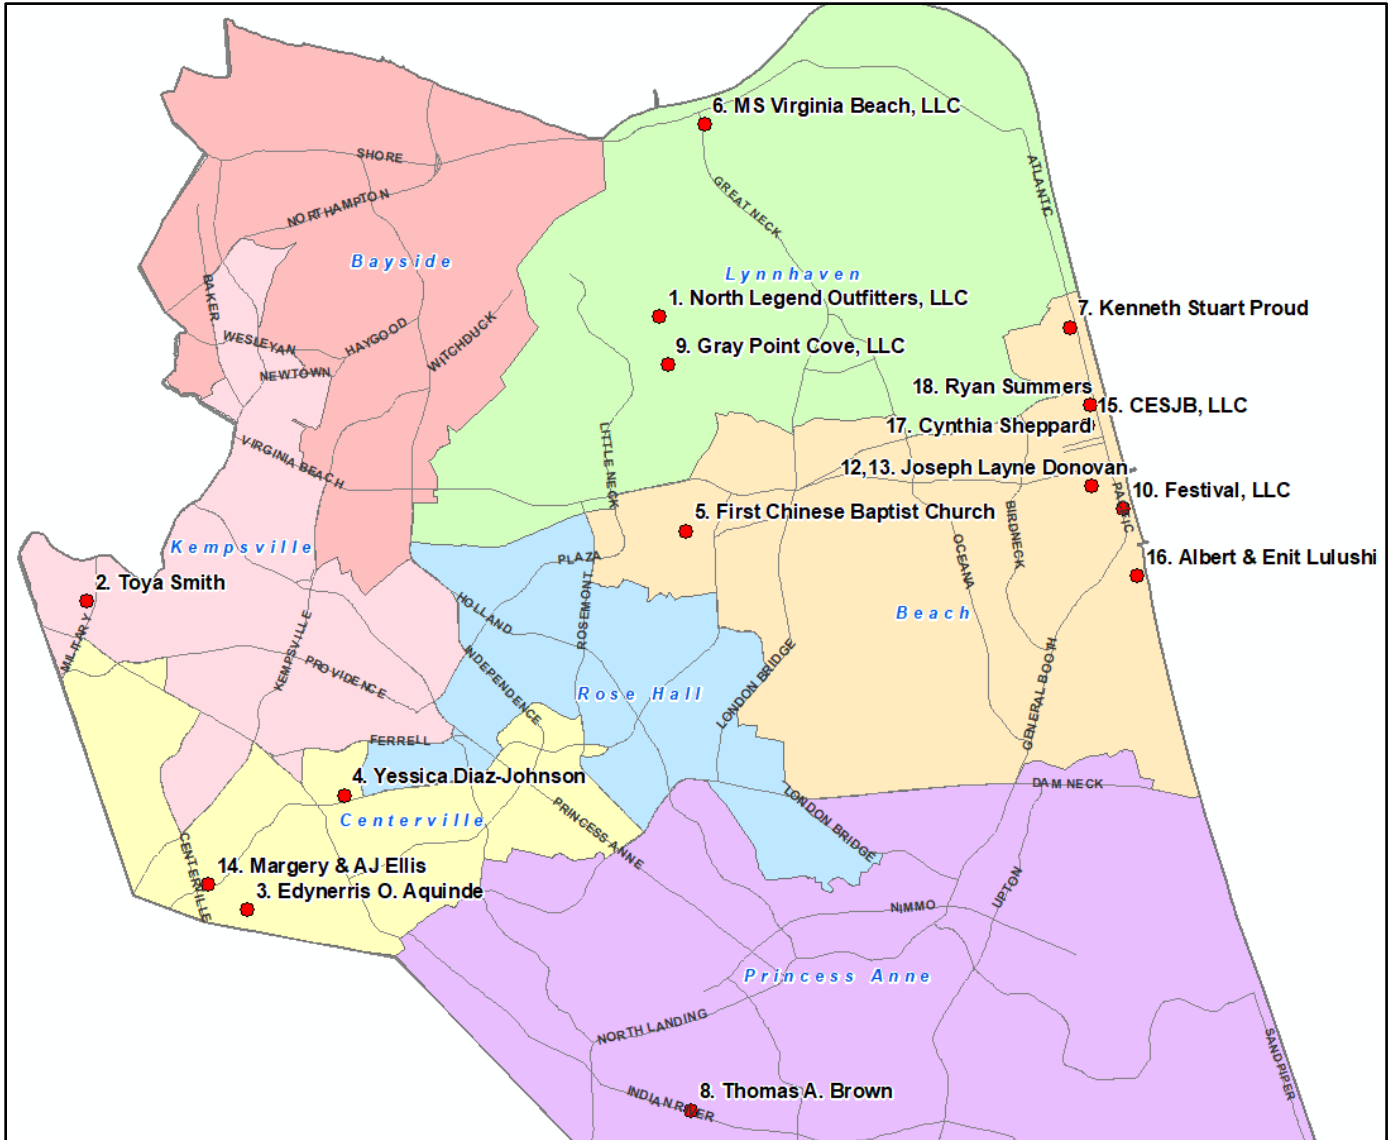 6. MS Virginia Beach, LLC
SHORE
ATLANTIC
NORTHAMPTON
GREAT NECK
Bayside
Lynnhaven
BAKER
1. North Legend Outfitters, LLC
7. Kenneth Stuart Proud
WESLEYAN
HAYGOOD
WITCHDUCK
9. Gray Point Cove, LLC
NEWTOWN
18. Ryan Summers
15. CESJB, LLC
17. Cynthia Sheppard
VIRGINIA BEACH
LITTLE NECK
12,13. Joseph Layne Donovan
10. Festival, LLC
PACIFIC
5. First Chinese Baptist Church
BIRDNECK
OCEANA
Kempsville
PLAZA
16. Albert & Enit Lulushi
2. Toya Smith
HOLLAND
ROSEMONT
Beach
MILITARY
KEMPSVILLE
PROVIDENCE
INDEPENDENCE
Rose Hall
LONDON BRIDGE
GENERAL BOOTH
FERRELL
4. Yessica Diaz-Johnson
DAM NECK
Centerville
PRINCESS ANNE
LONDON BRIDGE
CENTERVILLE
14. Margery & AJ Ellis
3. Edynerris O. Aquinde
UPTON
NIMMO
Princess Anne
NORTH LANDING
SANDPIPER
8. Thomas A. Brown
INDIAN RIVER